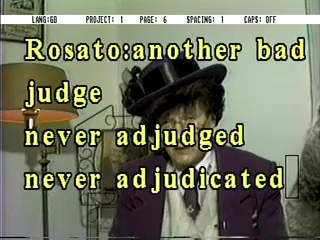 LANG:GB PROJECT: 1 PAGE: 6 SPACING: 1 CAPS: OFF
Rosato:another bad
judge
never adjudged
never adjudicated